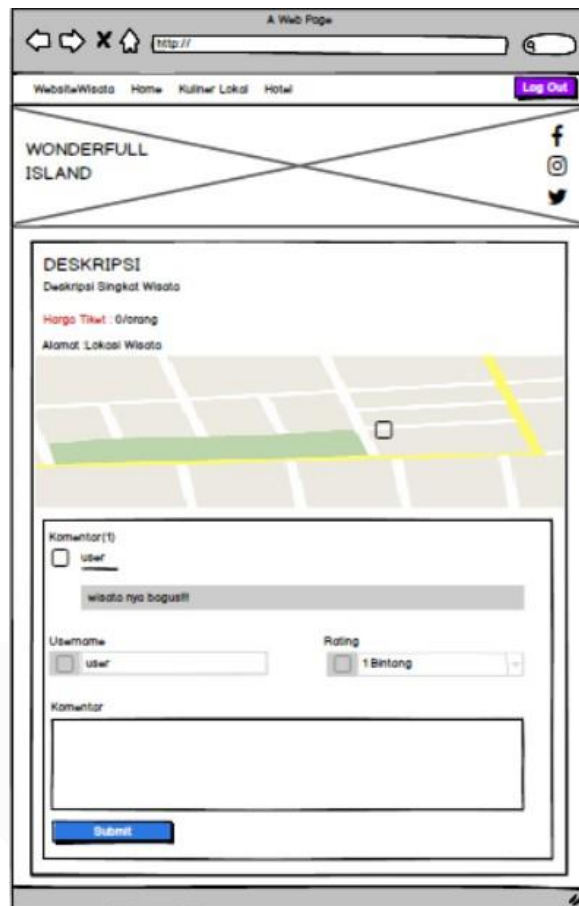 A Web Page
http://
WebsiteWisata Home Kuliner Lokal Hotel Log Out
WONDERFULL
ISLAND
DESKRIPSI
Deskripsi Singkat Wisata
Harga Tiket : 0/orang
Alamat :Lokasi Wisata
Komentar(1)
user
wisata nya bagus!!!
Username Rating
user 1 Bintang
Komentar
Submit